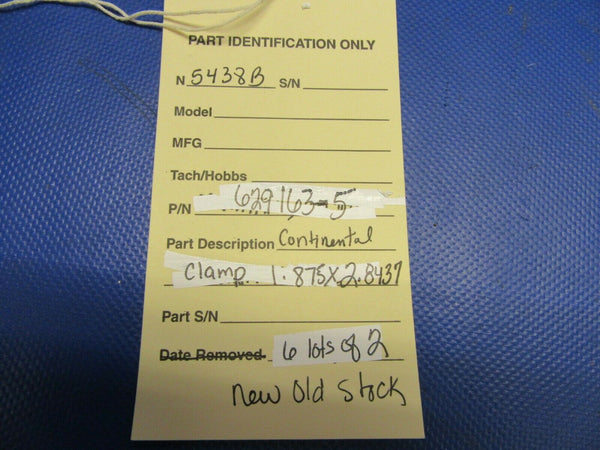 PART IDENTIFICATION ONLY
N 5438B S/N
Model
MFG
Tach/Hobbs
P/N 629163-5
Part Description Continental
Clamp 1.875X2.8437
Part S/N
Date Removed 6 lots of 2
new old stock